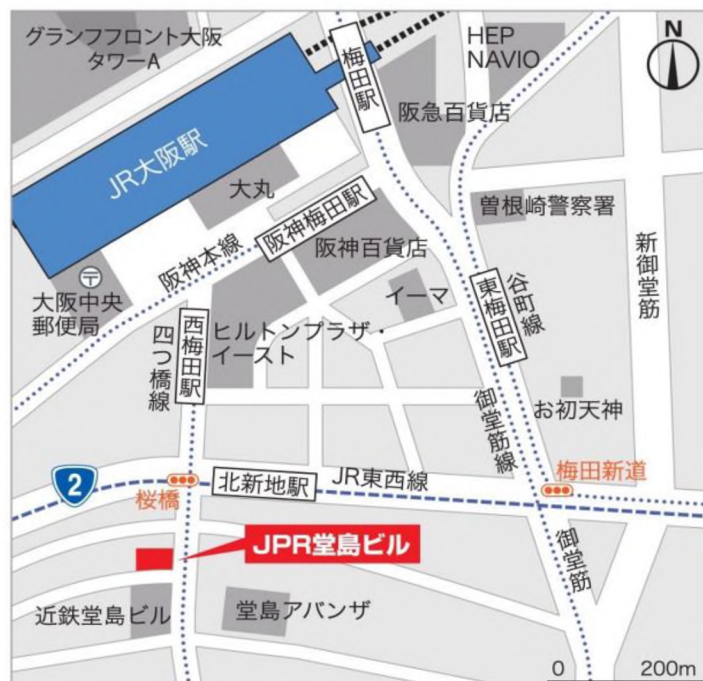 グランフフロント大阪
タワーA
梅田駅
HEP
NAVIO
N
阪急百貨店
JR大阪駅
大丸
阪神梅田駅
曽根崎警察署
阪神本線
阪神百貨店
新御堂筋
〒
大阪中央
郵便局
イーマ
谷町線
東梅田駅
西梅田駅
四つ橋線
ヒルトンプラザ・
イースト
お初天神
御堂筋線
2
桜橋
北新地駅
JR東西線
梅田新道
JPR堂島ビル
御堂筋
近鉄堂島ビル
堂島アバンザ
0 200m